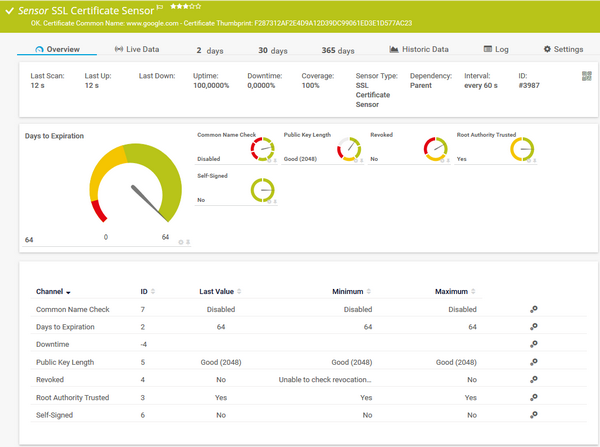 Sensor SSL Certificate Sensor
OK. Certificate Common Name: www.google.com - Certificate Thumbprint: F287312AF2E4D9A12D39DC99061ED3E1D577AC23
Overview
Live Data
2 days
30 days
365 days
Historic Data
Log
Settings
Last Scan:
12 s
Last Up:
12 s
Last Down:
Uptime:
100,0000%
Downtime:
0,0000%
Coverage:
100%
Sensor Type:
SSL
Certificate
Sensor
Dependency:
Parent
Interval:
every 60 s
ID:
#3987
Days to Expiration
0
64
64
Common Name Check
Disabled
Public Key Length
Good (2048)
Revoked
No
Root Authority Trusted
Yes
Self-Signed
No
Channel ID Last Value Minimum Maximum
Common Name Check 7 Disabled Disabled Disabled
Days to Expiration 2 64 64 64
Downtime -4
Public Key Length 5 Good (2048) Good (2048) Good (2048)
Revoked 4 No Unable to check revocation... No
Root Authority Trusted 3 Yes Yes Yes
Self-Signed 6 No No No